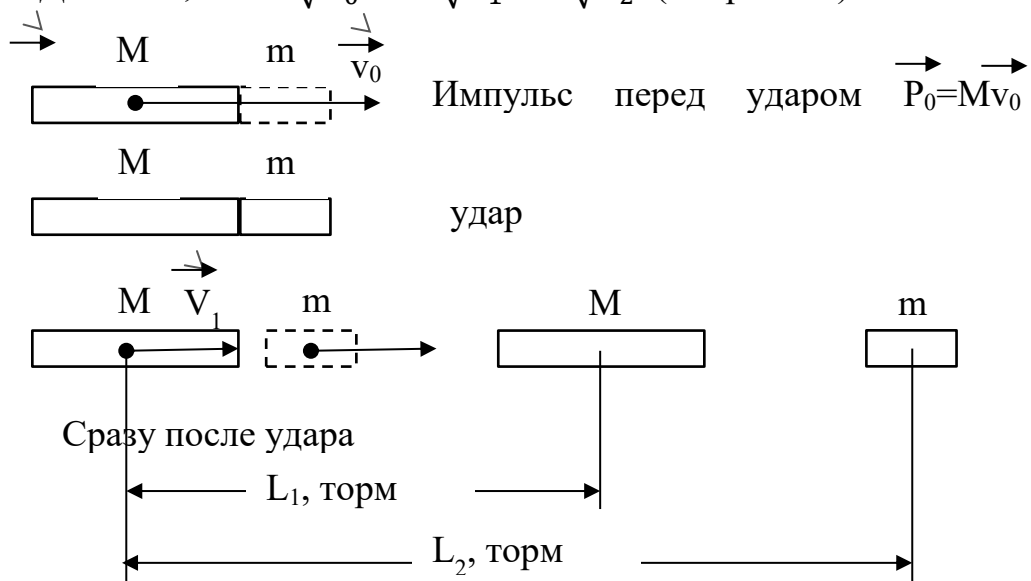 M m v₀
Импульс перед ударом P₀=Mv₀
M m
удар
M V₁ m M m
Сразу после удара
L₁, торм
L₂, торм